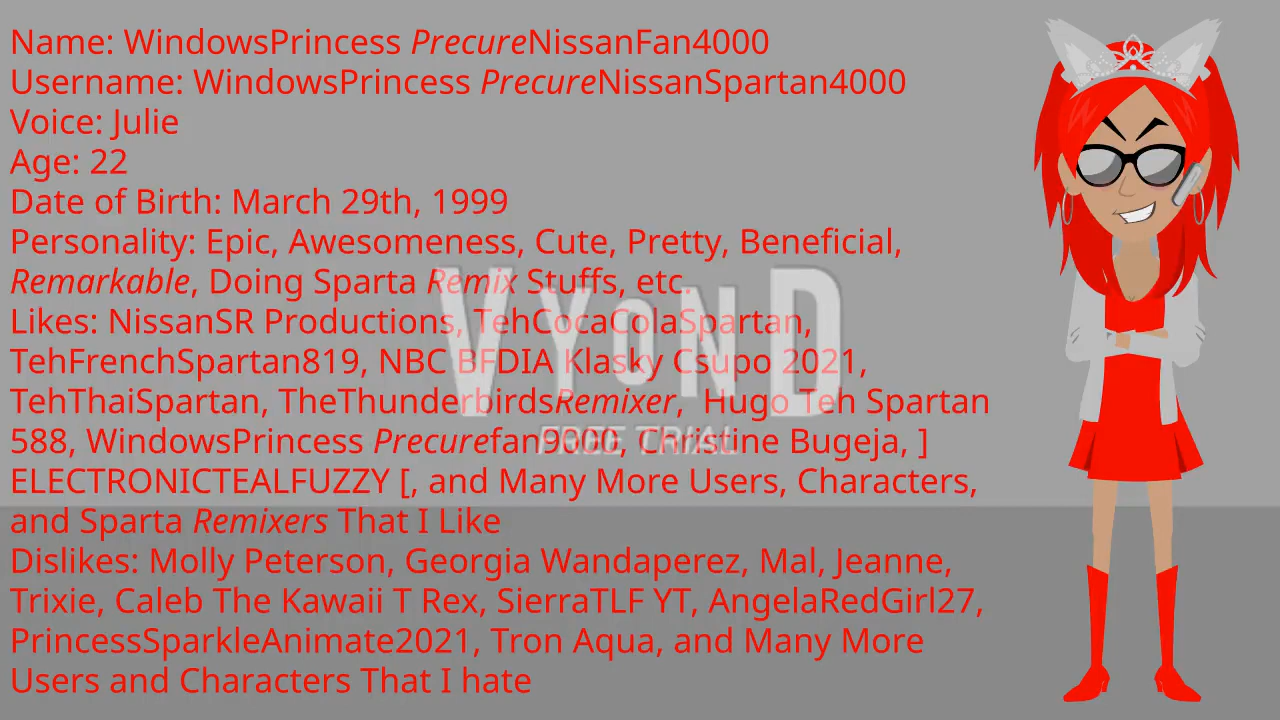 Name: WindowsPrincess PrecureNissanFan4000
Username: WindowsPrincess PrecureNissanSpartan4000
Voice: Julie
Age: 22
Date of Birth: March 29th, 1999
Personality: Epic, Awesomeness, Cute, Pretty, Beneficial,
Remarkable, Doing Sparta Remix Stuffs, etc.
Likes: NissanSR Productions, TehCocaColaSpartan,
TehFrenchSpartan819, NBC BFDIA Klasky Csupo 2021,
TehThaiSpartan, TheThunderbirdsRemixer,  Hugo Teh Spartan
588, WindowsPrincess Precurefan9000, Christine Bugeja, ]
ELECTRONICTEALFUZZY [, and Many More Users, Characters,
and Sparta Remixers That I Like
Dislikes: Molly Peterson, Georgia Wandaperez, Mal, Jeanne,
Trixie, Caleb The Kawaii T Rex, SierraTLF YT, AngelaRedGirl27,
PrincessSparkleAnimate2021, Tron Aqua, and Many More
Users and Characters That I hate
VYOND
FREE TRIAL